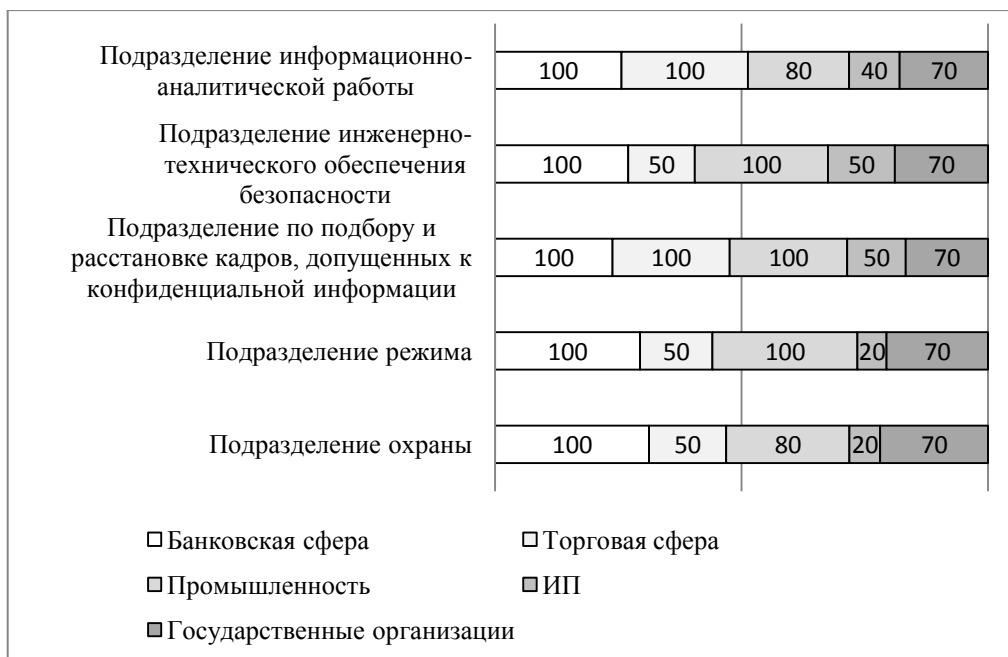 Подразделение информационно-
аналитической работы
100 100 80 40 70
Подразделение инженерно-
технического обеспечения
безопасности
100 50 100 50 70
Подразделение по подбору и
расстановке кадров, допущенных к
конфиденциальной информации
100 100 100 50 70
Подразделение режима
100 50 100 20 70
Подразделение охраны
100 50 80 20 70
Банковская сфера
Торговая сфера
Промышленность
ИП
Государственные организации